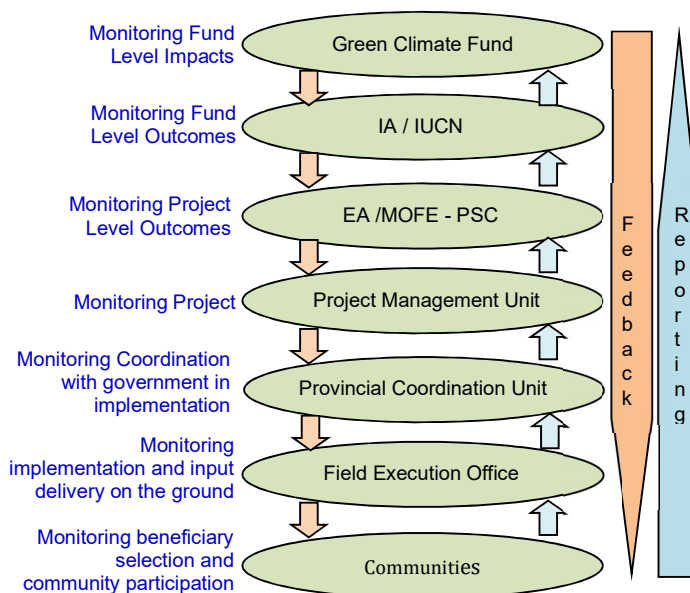 Monitoring Fund
Level Impacts
Green Climate Fund
Monitoring Fund
Level Outcomes
IA / IUCN
Monitoring Project
Level Outcomes
EA /MOFE - PSC
Monitoring Project
Project Management Unit
Monitoring Coordination
with government in
implementation
Provincial Coordination Unit
Monitoring
implementation and input
delivery on the ground
Field Execution Office
Monitoring beneficiary
selection and
community participation
Communities
Feedback
Reporting